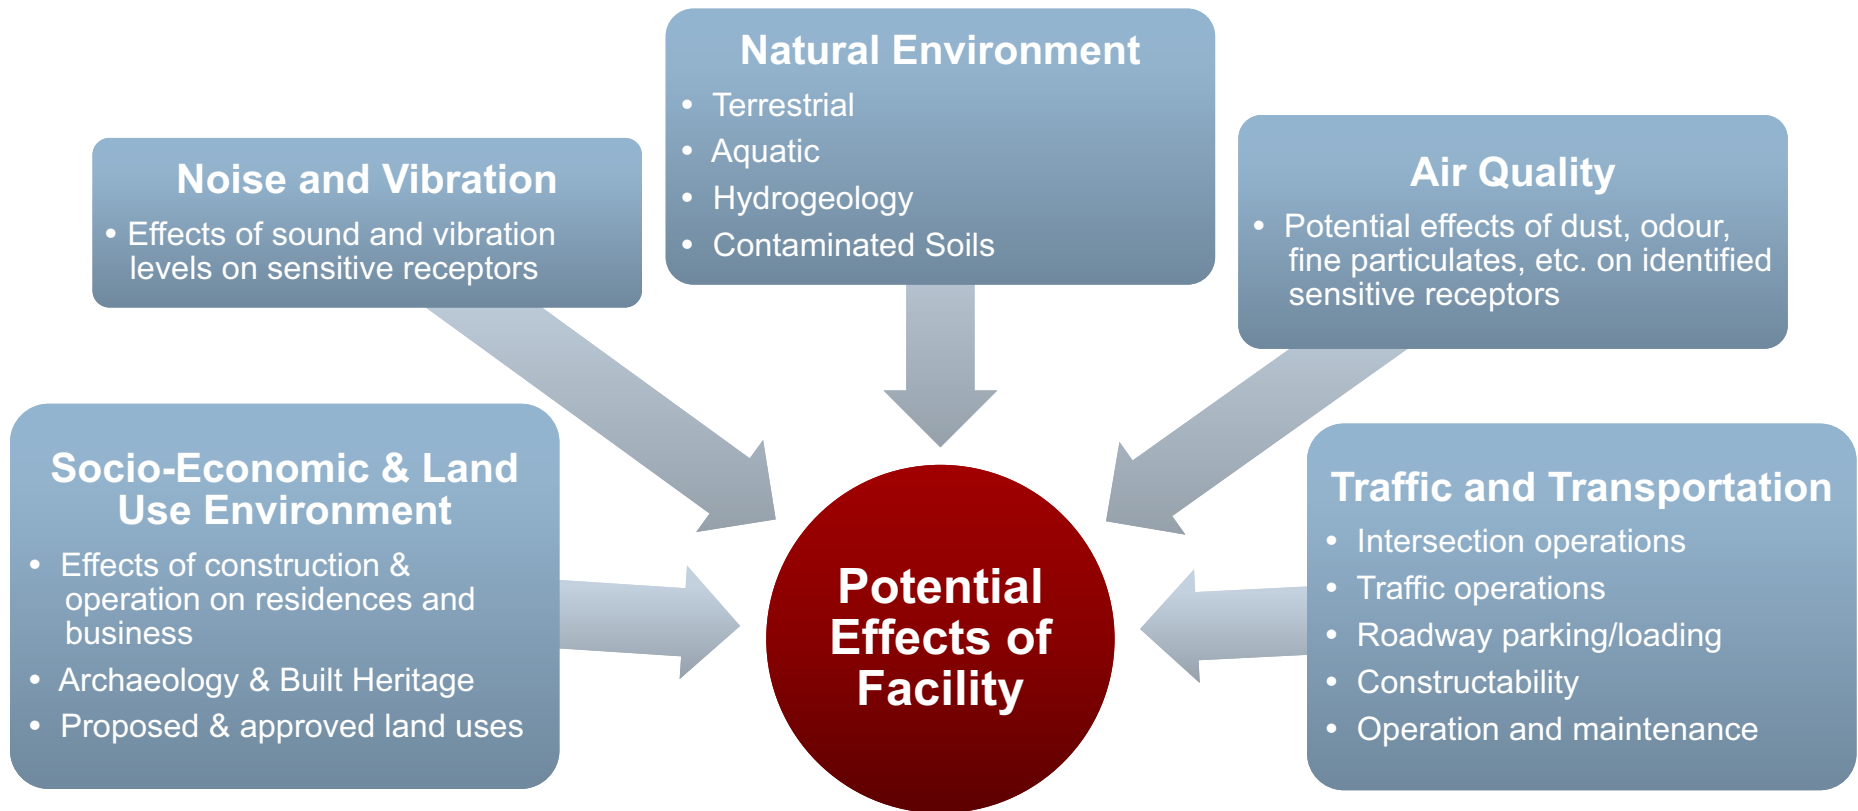 Natural Environment
• Terrestrial
• Aquatic
• Hydrogeology
• Contaminated Soils
Noise and Vibration
• Effects of sound and vibration
levels on sensitive receptors
Air Quality
• Potential effects of dust, odour,
fine particulates, etc. on identified
sensitive receptors
Socio-Economic & Land
Use Environment
• Effects of construction &
operation on residences and
business
• Archaeology & Built Heritage
• Proposed & approved land uses
Potential
Effects of
Facility
Traffic and Transportation
• Intersection operations
• Traffic operations
• Roadway parking/loading
• Constructability
• Operation and maintenance